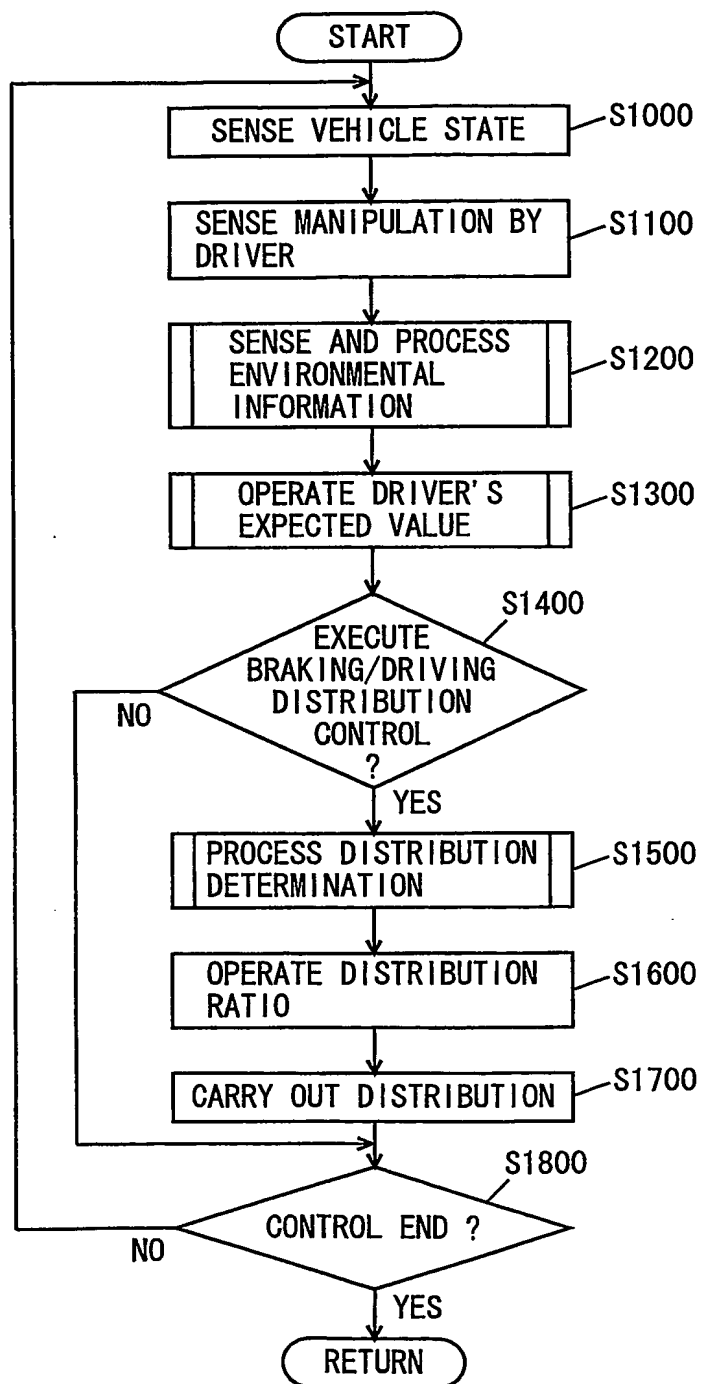 START
SENSE VEHICLE STATE
S1000
SENSE MANIPULATION BY
DRIVER
S1100
SENSE AND PROCESS
ENVIRONMENTAL
INFORMATION
S1200
OPERATE DRIVER'S
EXPECTED VALUE
S1300
S1400
EXECUTE
BRAKING/DRIVING
DISTRIBUTION
CONTROL
?
NO
YES
PROCESS DISTRIBUTION
DETERMINATION
S1500
OPERATE DISTRIBUTION
RATIO
S1600
CARRY OUT DISTRIBUTION
S1700
S1800
CONTROL END ?
NO
YES
RETURN